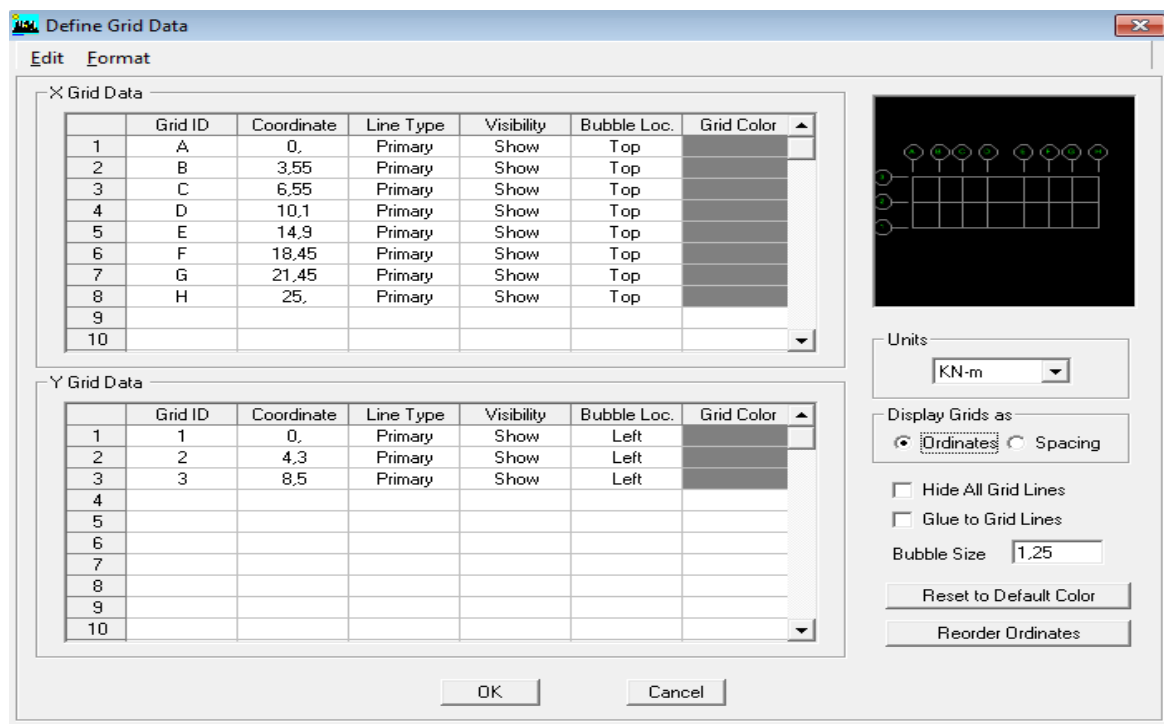 Define Grid Data
Edit Format
X Grid Data
Grid ID Coordinate Line Type Visibility Bubble Loc. Grid Color
1 A 0, Primary Show Top
2 B 3,55 Primary Show Top
3 C 6,55 Primary Show Top
4 D 10,1 Primary Show Top
5 E 14,9 Primary Show Top
6 F 18,45 Primary Show Top
7 G 21,45 Primary Show Top
8 H 25, Primary Show Top
9
10
Y Grid Data
Grid ID Coordinate Line Type Visibility Bubble Loc. Grid Color
1 1 0, Primary Show Left
2 2 4,3 Primary Show Left
3 3 8,5 Primary Show Left
4
5
6
7
8
9
10
Units
KN-m
Display Grids as
Ordinates Spacing
Hide All Grid Lines
Glue to Grid Lines
Bubble Size 1,25
Reset to Default Color
Reorder Ordinates
OK Cancel